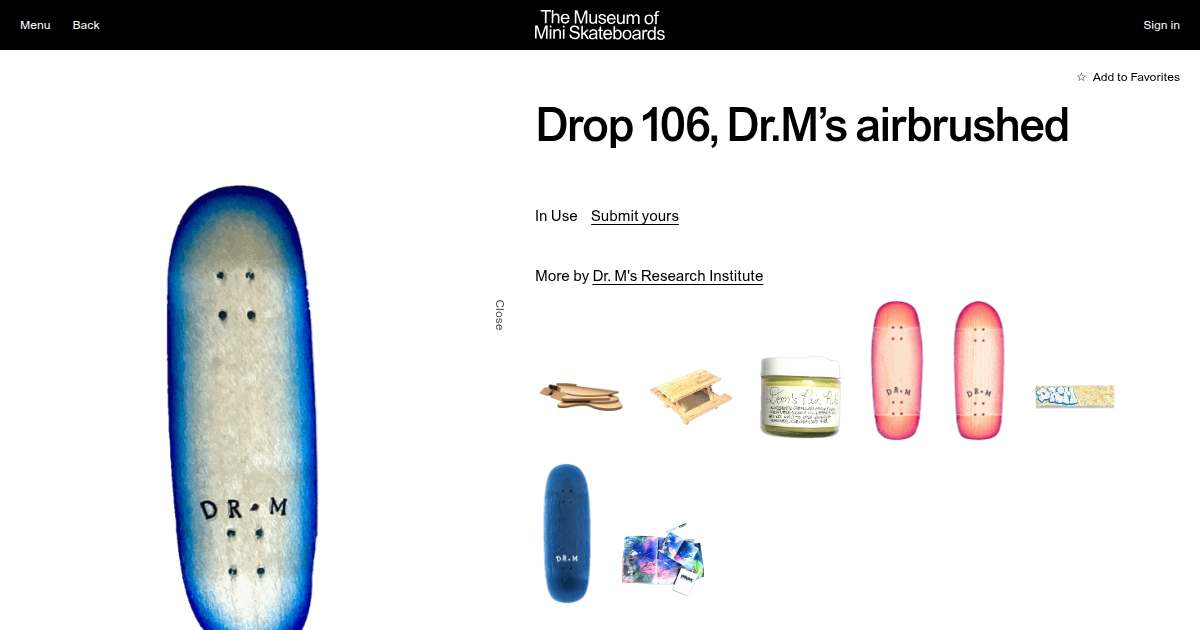 Menu
Back
The Museum of
Mini Skateboards
Sign in
☆ Add to Favorites
Drop 106, Dr.M’s airbrushed
In Use
Submit yours
More by Dr. M's Research Institute
Close
DR•M
DR•M
DR•M
DR•M